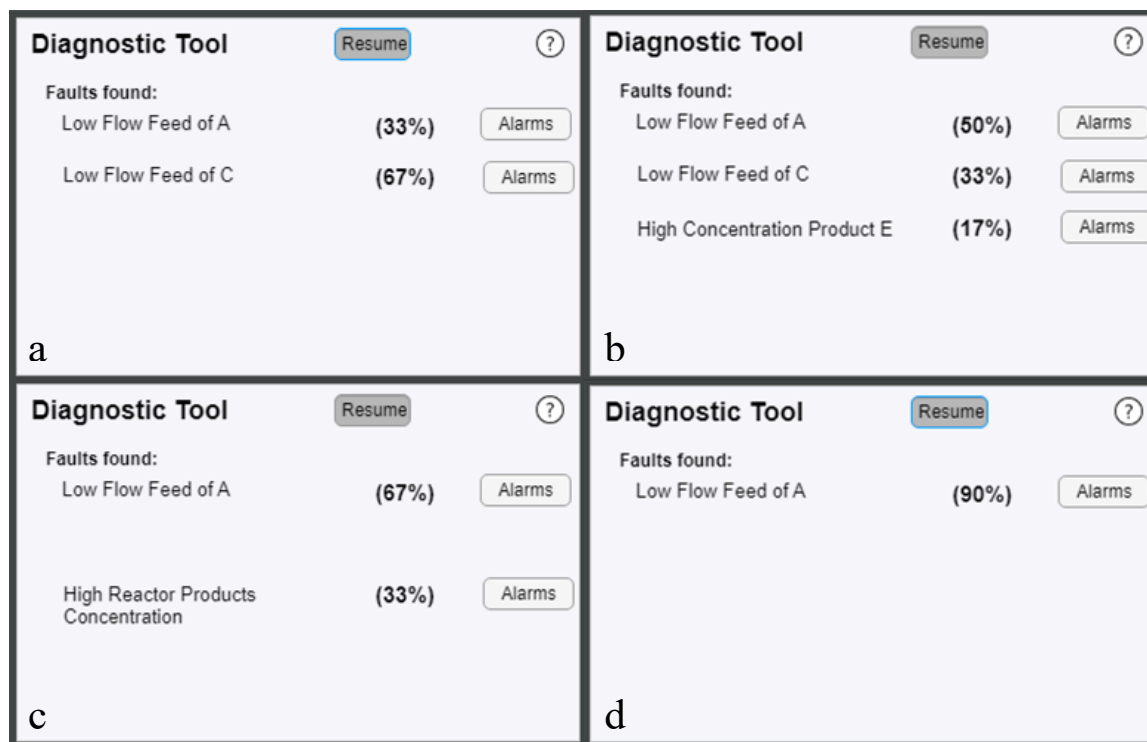 Diagnostic Tool Resume ?
Faults found:
Low Flow Feed of A (33%) Alarms
Low Flow Feed of C (67%) Alarms
a
Diagnostic Tool Resume ?
Faults found:
Low Flow Feed of A (50%) Alarms
Low Flow Feed of C (33%) Alarms
High Concentration Product E (17%) Alarms
b
Diagnostic Tool Resume ?
Faults found:
Low Flow Feed of A (67%) Alarms
High Reactor Products (33%) Alarms
Concentration
c
Diagnostic Tool Resume ?
Faults found:
Low Flow Feed of A (90%) Alarms
d